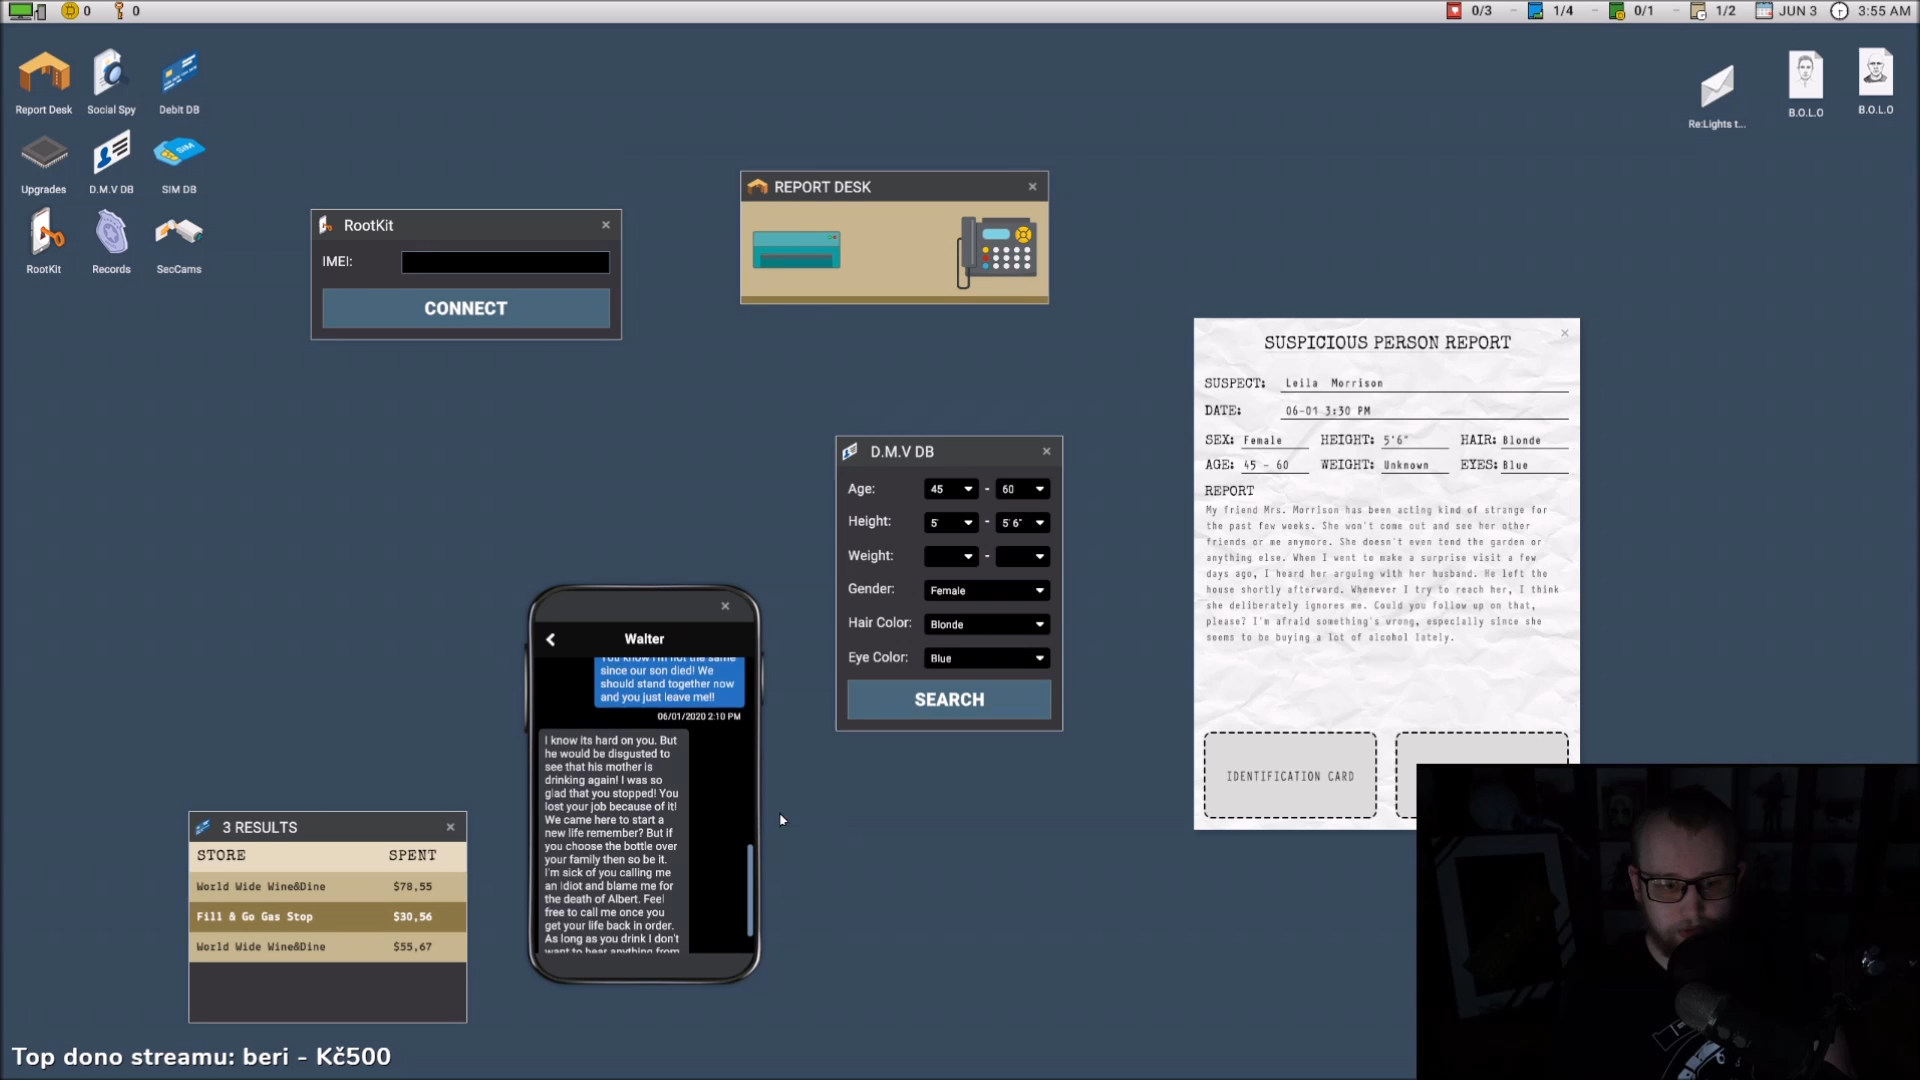 0
0
0/3
1/4
0/1
1/2
JUN 3
3:55 AM
Report Desk
Social Spy
Debit DB
Upgrades
D.M.V DB
SIM DB
RootKit
Records
SecCams
Re:Lights t...
B.O.L.O
B.O.L.O
RootKit
IMEI:
CONNECT
REPORT DESK
D.M.V DB
Age: 45 - 60
Height: 5' - 5' 6"
Weight: -
Gender: Female
Hair Color: Blonde
Eye Color: Blue
SEARCH
SUSPICIOUS PERSON REPORT
SUSPECT: Leila Morrison
DATE: 06-01 3:30 PM
SEX: Female HEIGHT: 5'6" HAIR: Blonde
AGE: 45 - 60 WEIGHT: Unknown EYES: Blue
REPORT
My friend Mrs. Morrison has been acting kind of strange for
the past few weeks. She won't come out and see her other
friends or me anymore. She doesn't even tend the garden or
anything else. When I went to make a surprise visit a few
days ago, I heard her arguing with her husband. He left the
house shortly afterward. Whenever I try to reach her, I think
she deliberately ignores me. Could you follow up on that,
please? I'm afraid something's wrong, especially since she
seems to be buying a lot of alcohol lately.
IDENTIFICATION CARD
Walter
You know I'm not the same
since our son died! We
should stand together now
and you just leave me!!
06/01/2020 2:10 PM
I know its hard on you. But
he would be disgusted to
see that his mother is
drinking again! I was so
glad that you stopped! You
lost your job because of it!
We came here to start a
new life remember? But if
you choose the bottle over
your family then so be it.
I'm sick of you calling me
an Idiot and blame me for
the death of Albert. Feel
free to call me once you
get your life back in order.
As long as you drink I don't
want to hear anything from
3 RESULTS
STORE SPENT
World Wide Wine&Dine $78,55
Fill & Go Gas Stop $30,56
World Wide Wine&Dine $55,67
Top dono streamu: beri - Kč500